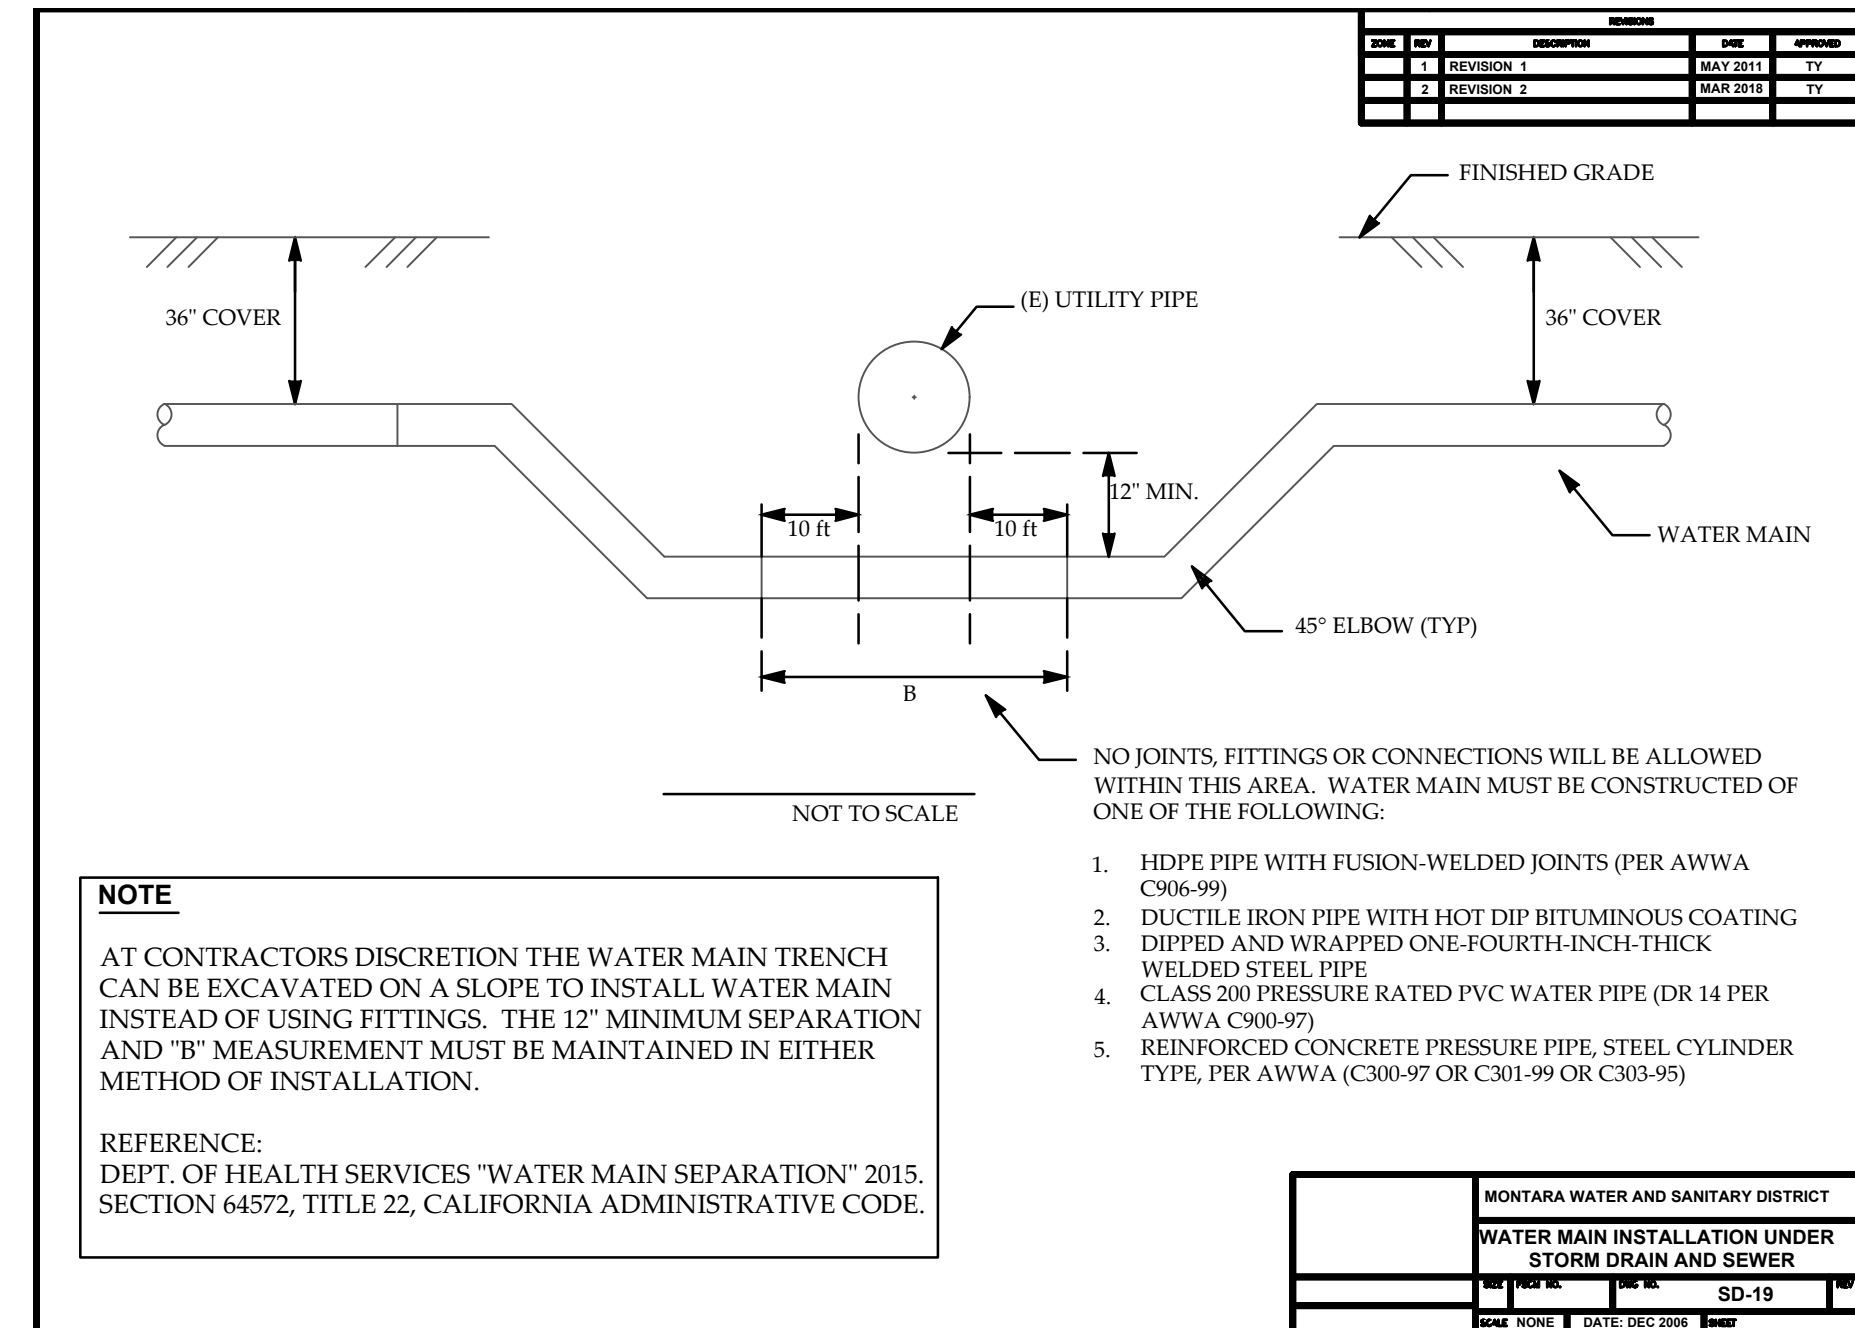 REVISIONS
ZONE REV DESCRIPTION DATE APPROVED
1 REVISION 1 MAY 2011 TY
2 REVISION 2 MAR 2018 TY
FINISHED GRADE
36" COVER
(E) UTILITY PIPE
36" COVER
12" MIN.
10 ft
10 ft
WATER MAIN
45° ELBOW (TYP)
B
NO JOINTS, FITTINGS OR CONNECTIONS WILL BE ALLOWED
WITHIN THIS AREA. WATER MAIN MUST BE CONSTRUCTED OF
ONE OF THE FOLLOWING:
NOT TO SCALE
1. HDPE PIPE WITH FUSION-WELDED JOINTS (PER AWWA
C906-99)
2. DUCTILE IRON PIPE WITH HOT DIP BITUMINOUS COATING
3. DIPPED AND WRAPPED ONE-FOURTH-INCH-THICK
WELDED STEEL PIPE
4. CLASS 200 PRESSURE RATED PVC WATER PIPE (DR 14 PER
AWWA C900-97)
5. REINFORCED CONCRETE PRESSURE PIPE, STEEL CYLINDER
TYPE, PER AWWA (C300-97 OR C301-99 OR C303-95)
NOTE
AT CONTRACTORS DISCRETION THE WATER MAIN TRENCH
CAN BE EXCAVATED ON A SLOPE TO INSTALL WATER MAIN
INSTEAD OF USING FITTINGS. THE 12" MINIMUM SEPARATION
AND "B" MEASUREMENT MUST BE MAINTAINED IN EITHER
METHOD OF INSTALLATION.
REFERENCE:
DEPT. OF HEALTH SERVICES "WATER MAIN SEPARATION" 2015.
SECTION 64572, TITLE 22, CALIFORNIA ADMINISTRATIVE CODE.
MONTARA WATER AND SANITARY DISTRICT
WATER MAIN INSTALLATION UNDER
STORM DRAIN AND SEWER
SIZE FSCM NO. DWG NO. SD-19 REV
SCALE NONE DATE: DEC 2006 SHEET